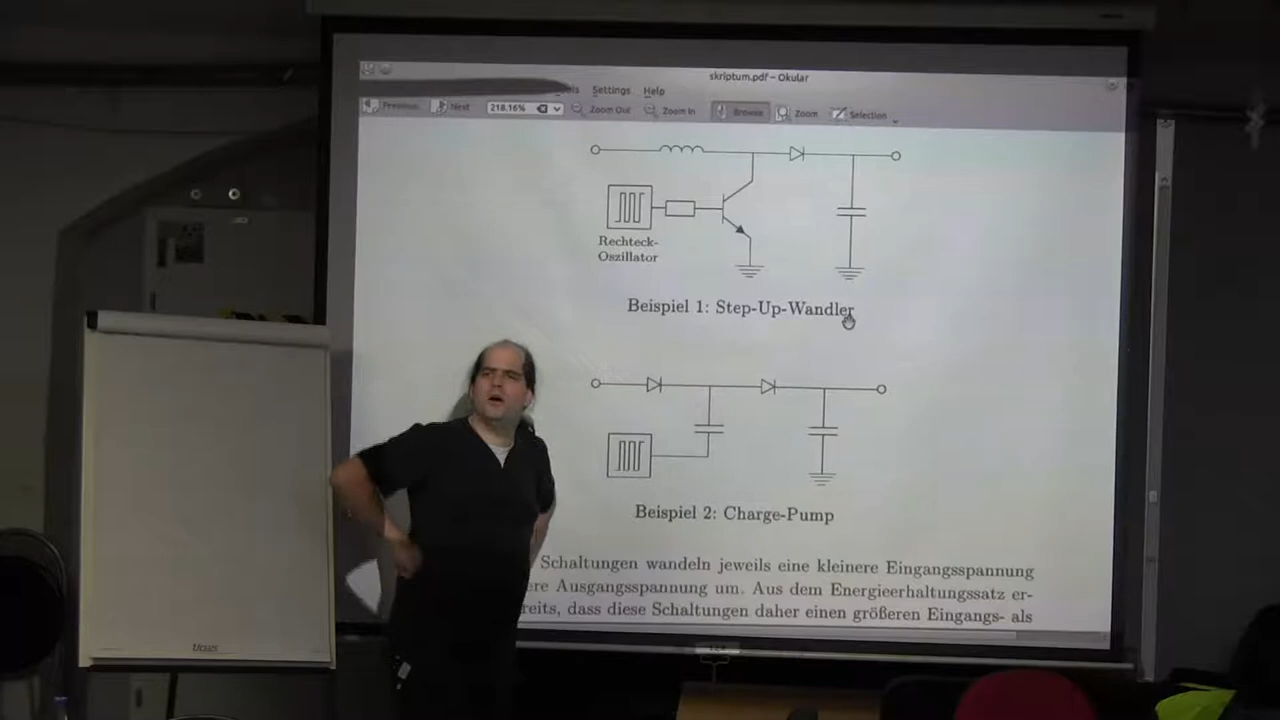 skriptum.pdf – Okular
Settings Help
Previous Next 218.16% Zoom Out Zoom In Browse Zoom Selection
Rechteck-
Oszillator
Beispiel 1: Step-Up-Wandler
Beispiel 2: Charge-Pump
Schaltungen wandeln jeweils eine kleinere Eingangsspannung
Ausgangsspannung um. Aus dem Energieerhaltungssatz er-
dass diese Schaltungen daher einen größeren Eingangs- als